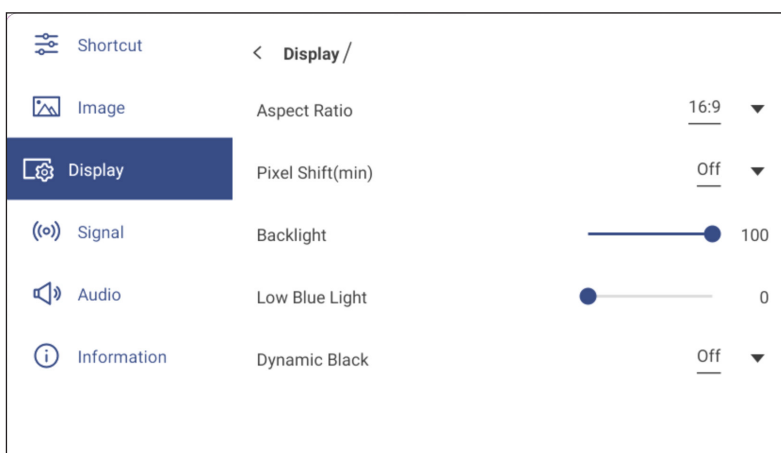 Shortcut
Image
Display
Signal
Audio
Information
< Display /
Aspect Ratio 16:9
Pixel Shift(min) Off
Backlight 100
Low Blue Light 0
Dynamic Black Off